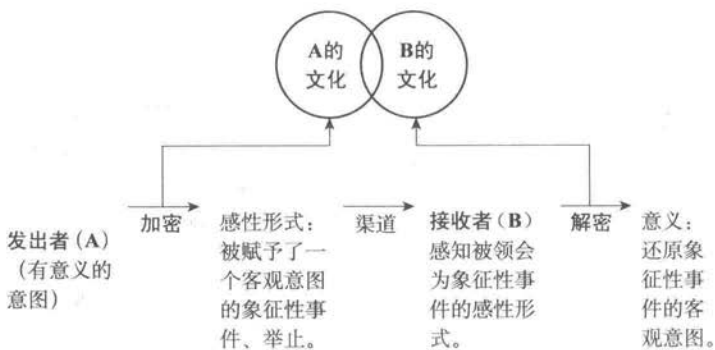 A的
文化
B的
文化
发出者（A）
（有意义的
意图）
加密
感性形式：
被赋予了一
个客观意图
的象征性事
件、举止。
渠道
接收者（B）
感知被领会
为象征性事
件的感性形
式。
解密
意义：
还原象
征性事
件的客
观意图。